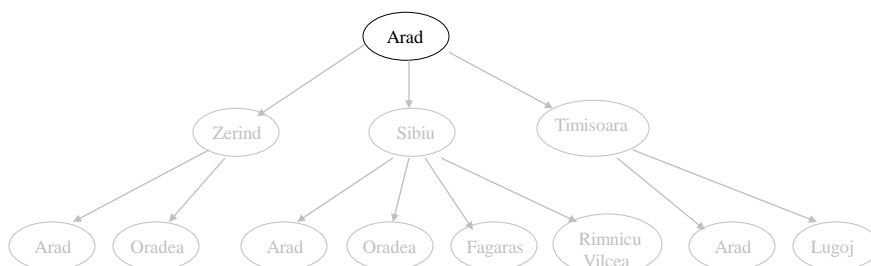 Arad
Zerind
Sibiu
Timisoara
Arad
Oradea
Arad
Oradea
Fagaras
Rimnicu
Vilcea
Arad
Lugoj